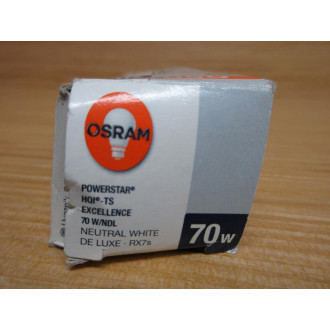 OSRAM
POWERSTAR®
HQI®-TS
EXCELLENCE
70 W/NDL
NEUTRAL WHITE
DE LUXE - RX7s
70W